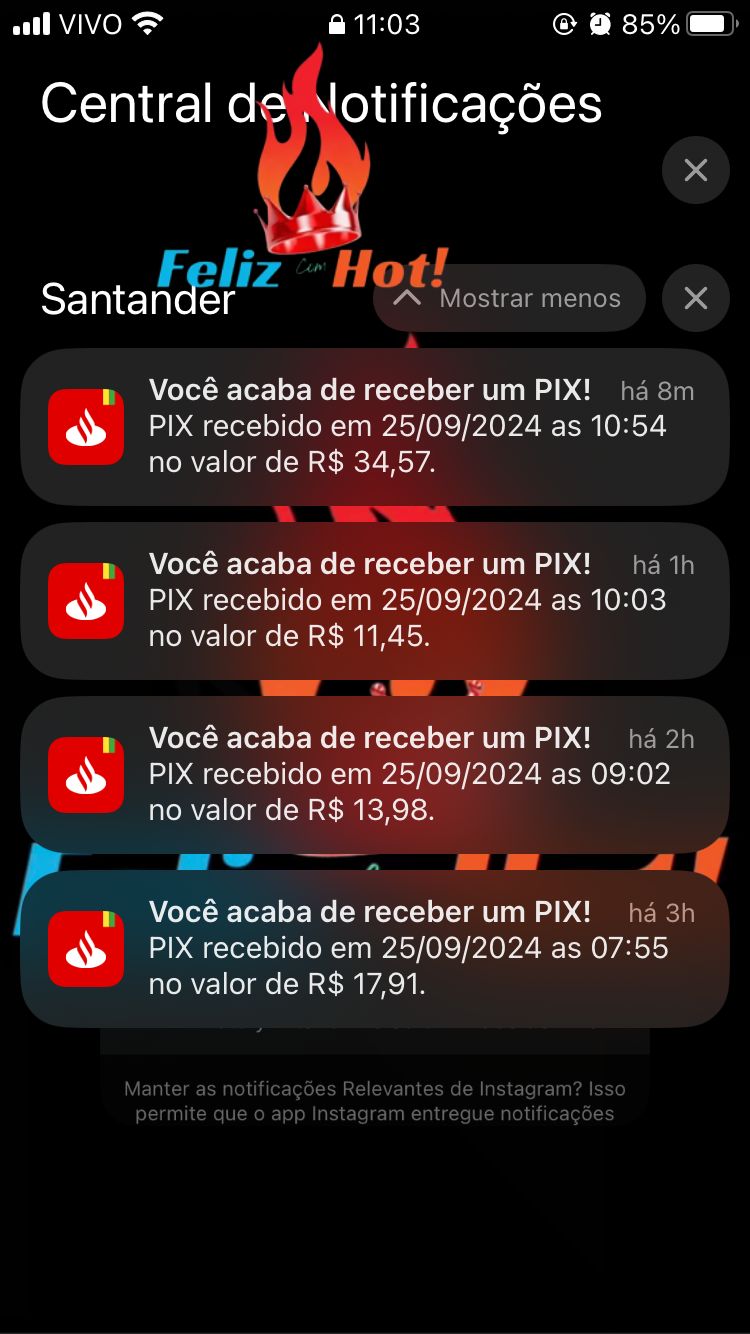 VIVO 11:03 85%
Central de Notificações
Feliz Com Hot!
Santander
Mostrar menos
Você acaba de receber um PIX! há 8m
PIX recebido em 25/09/2024 as 10:54
no valor de R$ 34,57.
Você acaba de receber um PIX! há 1h
PIX recebido em 25/09/2024 as 10:03
no valor de R$ 11,45.
Você acaba de receber um PIX! há 2h
PIX recebido em 25/09/2024 as 09:02
no valor de R$ 13,98.
Você acaba de receber um PIX! há 3h
PIX recebido em 25/09/2024 as 07:55
no valor de R$ 17,91.
Manter as notificações Relevantes de Instagram? Isso
permite que o app Instagram entregue notificações